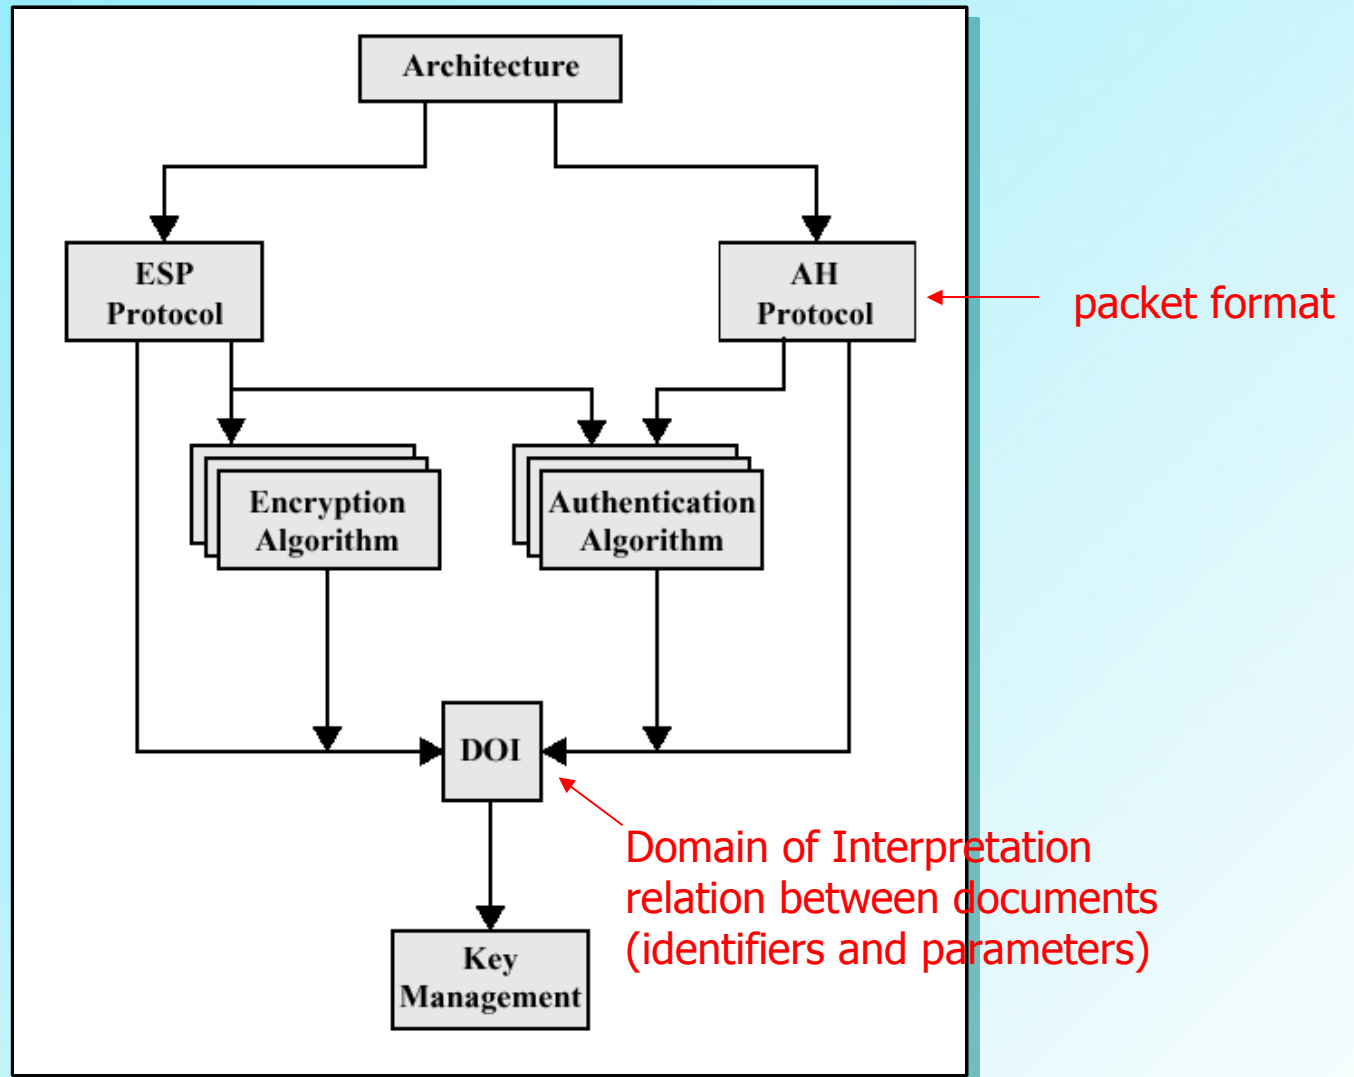 Architecture
ESP
Protocol
AH
Protocol
packet format
Encryption
Algorithm
Authentication
Algorithm
DOI
Domain of Interpretation
relation between documents
(identifiers and parameters)
Key
Management